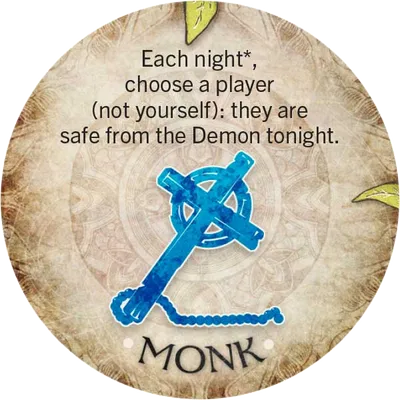 Each night*,
choose a player
(not yourself): they are
safe from the Demon tonight.
MONK